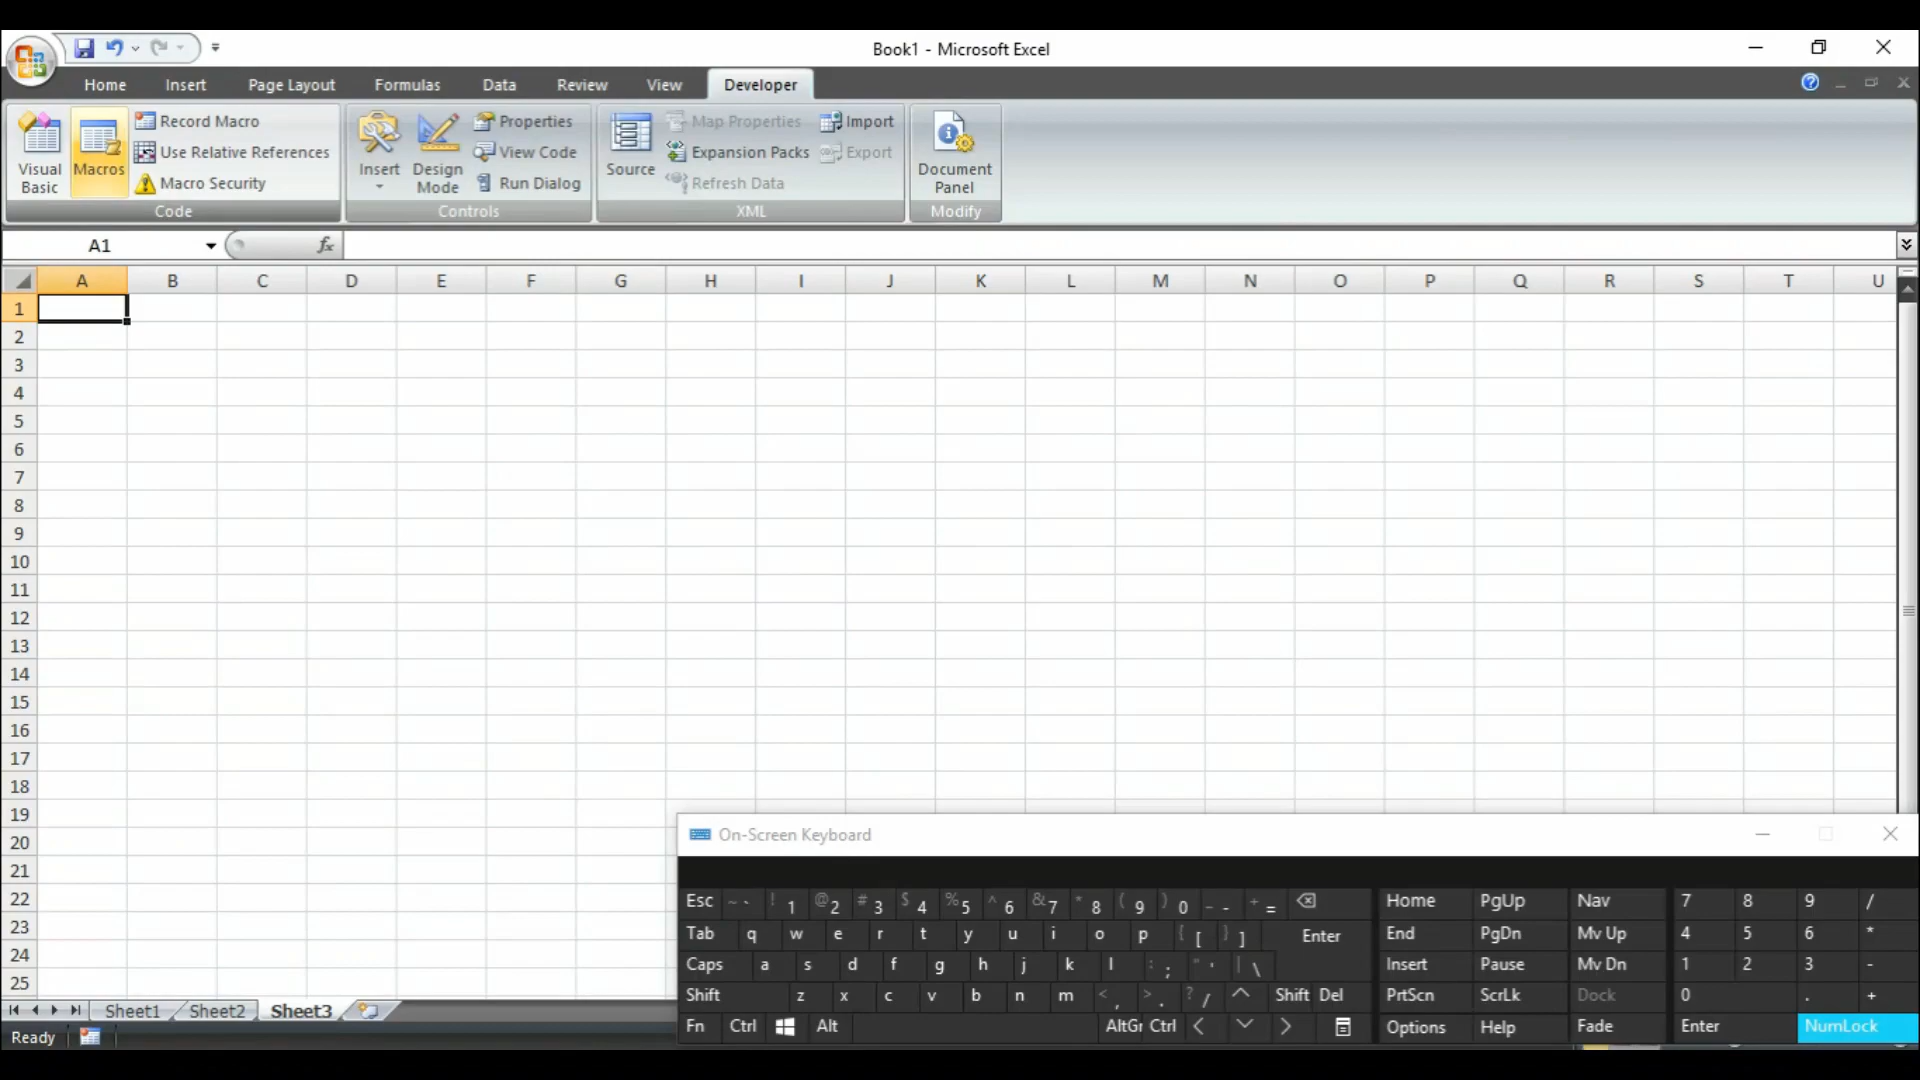 Book1 - Microsoft Excel
Home Insert Page Layout Formulas Data Review View Developer
Visual Basic
Macros
Record Macro
Use Relative References
Macro Security
Code
Insert
Design Mode
Properties
View Code
Run Dialog
Controls
Source
Map Properties
Expansion Packs
Refresh Data
Import
Export
XML
Document Panel
Modify
A1 fx
A B C D E F G H I J K L M N O P Q R S T U
1
2
3
4
5
6
7
8
9
10
11
12
13
14
15
16
17
18
19
20
21
22
23
24
25
Sheet1 Sheet2 Sheet3
Ready
On-Screen Keyboard
Esc ~ ` ! 1 @ 2 # 3 $ 4 % 5 ^ 6 & 7 * 8 ( 9 ) 0 _ - + = Home PgUp Nav 7 8 9 /
Tab q w e r t y u i o p { [ } ] Enter End PgDn Mv Up 4 5 6 *
Caps a s d f g h j k l : ; " ' | \ Insert Pause Mv Dn 1 2 3 -
Shift z x c v b n m < , > . ? / Shift Del PrtScn ScrLk Dock 0 . +
Fn Ctrl Alt AltGr Ctrl Options Help Fade Enter NumLock